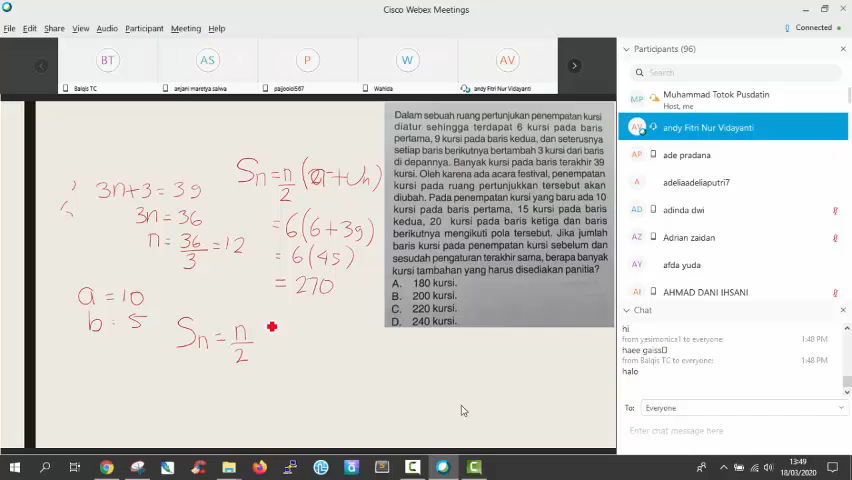 Cisco Webex Meetings
File Edit Share View Audio Participant Meeting Help
Connected
BT
AS
P
W
AV
Balqis TC
anjani maretya salwa
pajjoolol567
Wahida
andy Fitri Nur Vidayanti
3n+3 = 39
3n = 36
n = 36/3 = 12
a = 10
b = 5
Sn = n/2 (a + Un)
= 6(6+39)
= 6(45)
= 270
Sn = n/2
Dalam sebuah ruang pertunjukan penempatan kursi
diatur sehingga terdapat 6 kursi pada baris
pertama, 9 kursi pada baris kedua, dan seterusnya
setiap baris berikutnya bertambah 3 kursi dari baris
di depannya. Banyak kursi pada baris terakhir 39
kursi. Oleh karena ada acara festival, penempatan
kursi pada ruang pertunjukkan tersebut akan
diubah. Pada penempatan kursi yang baru ada 10
kursi pada baris pertama, 15 kursi pada baris
kedua, 20 kursi pada baris ketiga dan baris
berikutnya mengikuti pola tersebut. Jika jumlah
baris kursi pada penempatan kursi sebelum dan
sesudah pengaturan terakhir sama, berapa banyak
kursi tambahan yang harus disediakan panitia?
A. 180 kursi.
B. 200 kursi.
C. 220 kursi.
D. 240 kursi.
Participants (96)
Search
MP Muhammad Totok Pusdatin
Host, me
AV andy Fitri Nur Vidayanti
AP ade pradana
A adeliaadeliaputri7
AD adinda dwi
AZ Adrian zaidan
AY afda yuda
AI AHMAD DANI IHSANI
Chat
hi
from yesimonica1 to everyone: 1:48 PM
haee gaiss
from Balqis TC to everyone: 1:48 PM
halo
To: Everyone
Enter chat message here
13:49
18/03/2020